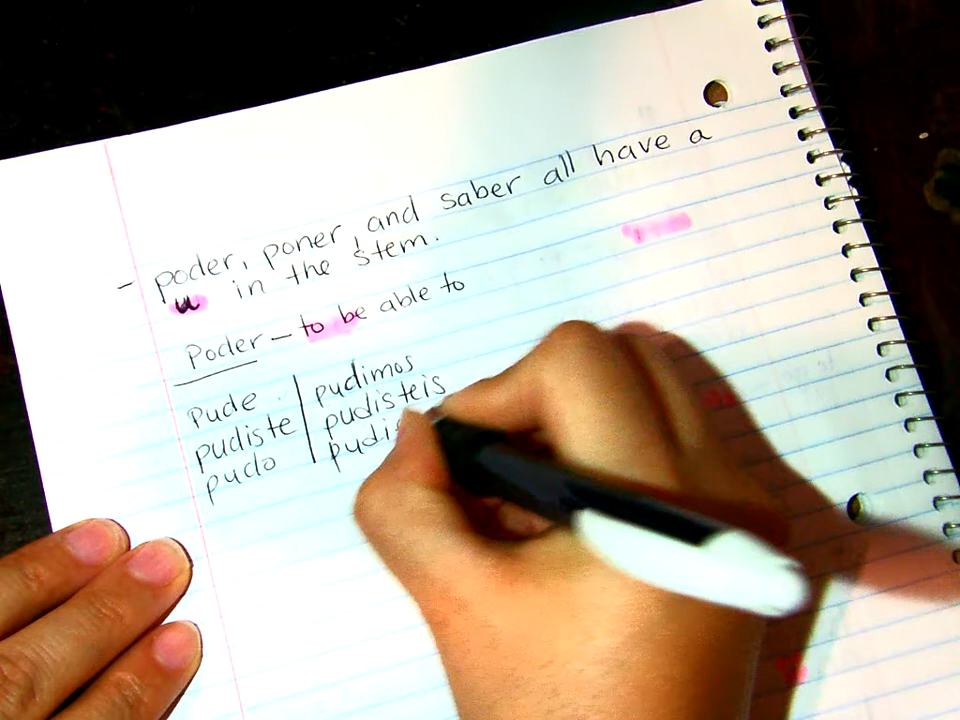 - poder, poner, and saber all have a
u in the stem.
Poder - to be able to
pude | pudimos
pudiste | pudisteis
pudo